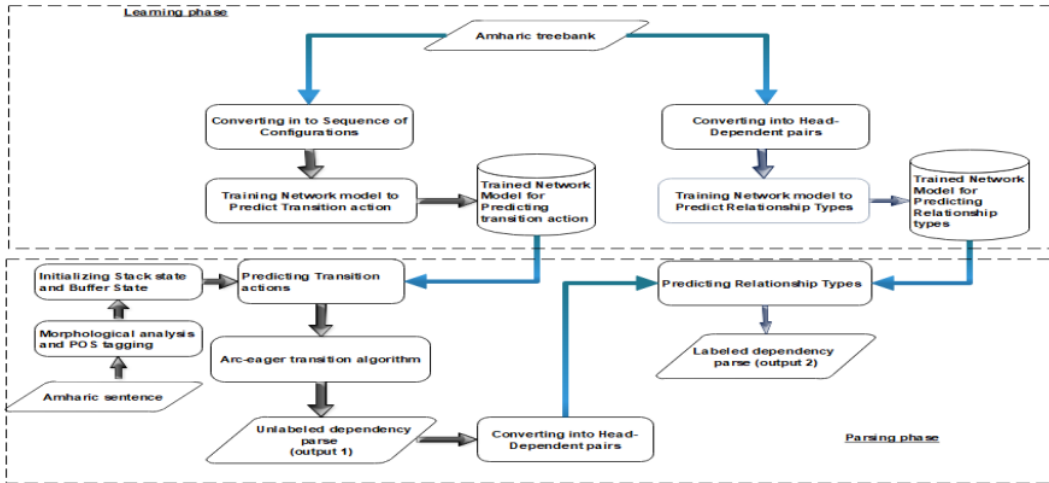 Learning phase
Amharic treebank
Converting in to Sequence of
Configurations
Converting into Head-
Dependent pairs
Training Network model to
Predict Transition action
Trained Network
Model for
Predicting
transition action
Training Network model to
Predict Relationship Types
Trained Network
Model for
Predicting
Relationship
types
Initializing Stack state
and Buffer State
Predicting Transition
actions
Predicting Relationship Types
Morphological analysis
and POS tagging
Arc-eager transition algorithm
Labeled dependency
parse (output 2)
Amharic sentence
Unlabeled dependency
parse
(output 1)
Converting into Head-
Dependent pairs
Parsing phase